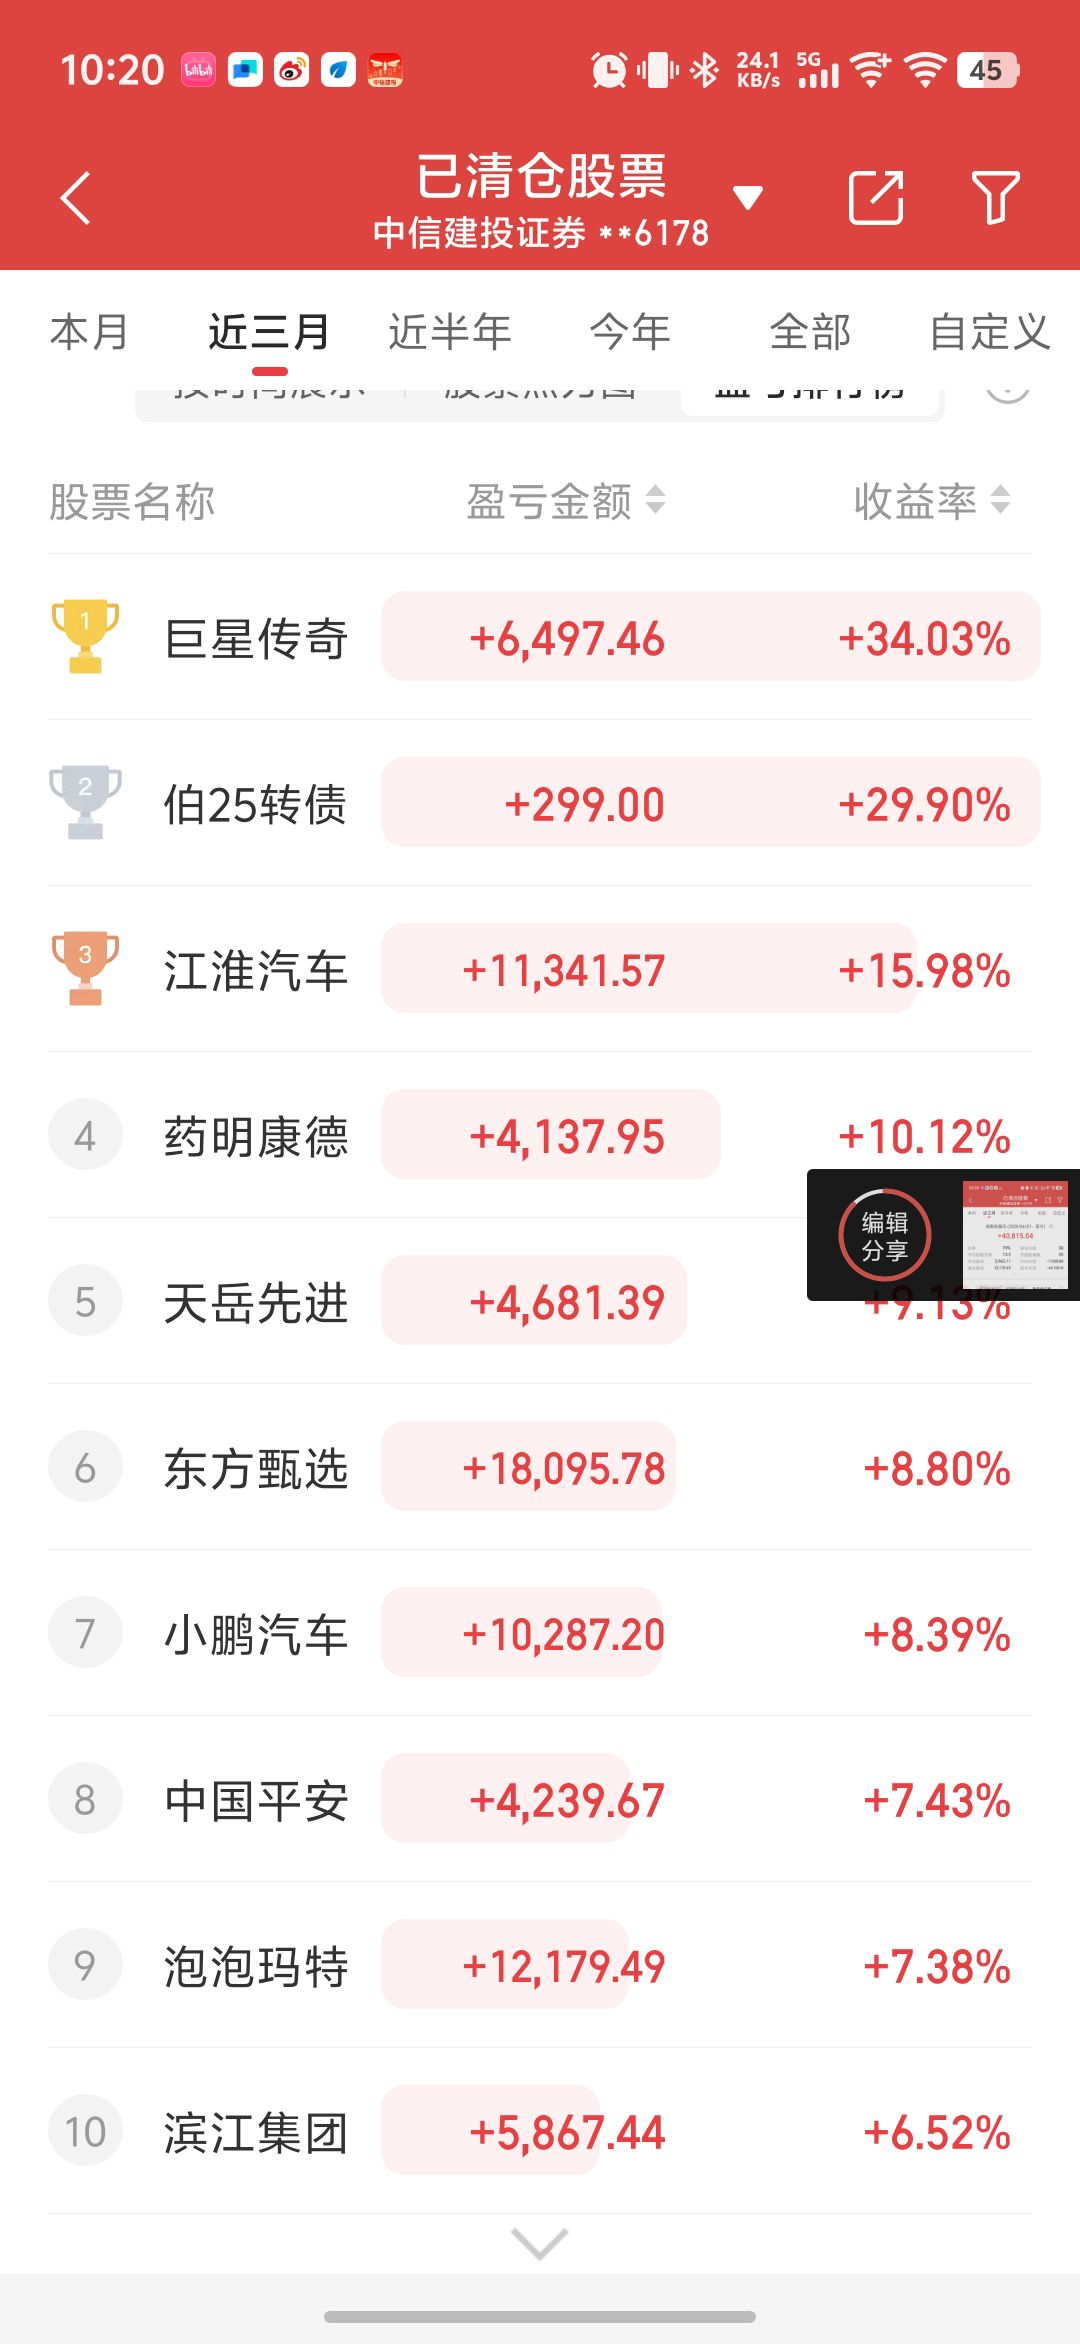 10:20
24.1 KB/s 5G 45
已清仓股票
中信建投证券 **6178
本月 近三月 近半年 今年 全部 自定义
股票名称 盈亏金额 收益率
1 巨星传奇 +6,497.46 +34.03%
2 伯25转债 +299.00 +29.90%
3 江淮汽车 +11,341.57 +15.98%
4 药明康德 +4,137.95 +10.12%
编辑
分享
5 天岳先进 +4,681.39 +9.13%
6 东方甄选 +18,095.78 +8.80%
7 小鹏汽车 +10,287.20 +8.39%
8 中国平安 +4,239.67 +7.43%
9 泡泡玛特 +12,179.49 +7.38%
10 滨江集团 +5,867.44 +6.52%